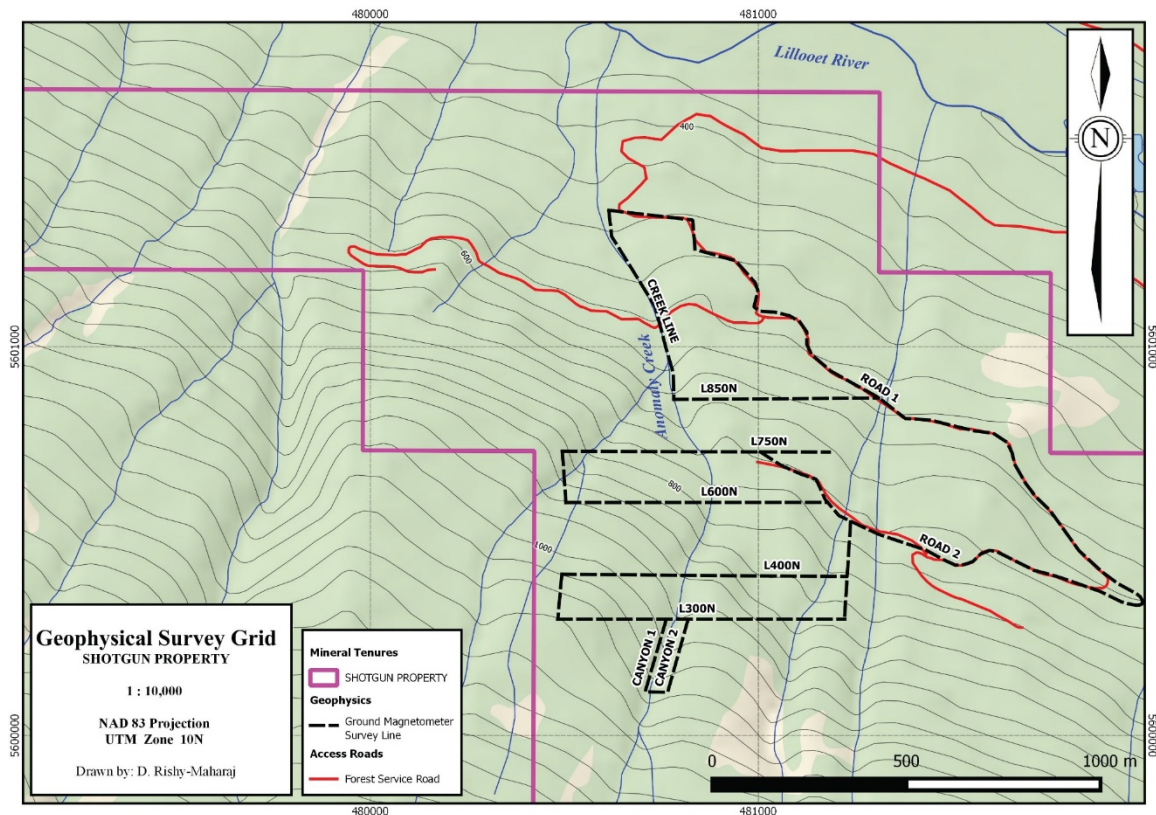 480000
481000
Lillooet River
N
400
600
CREEK LINE
5601000
5601000
Anomaly Creek
L850N
ROAD 1
L750N
800
L600N
1000
ROAD 2
L400N
L300N
CANYON 1
CANYON 2
Geophysical Survey Grid
SHOTGUN PROPERTY
1 : 10,000
NAD 83 Projection
UTM Zone 10N
Drawn by: D. Rishy-Maharaj
Mineral Tenures
SHOTGUN PROPERTY
Geophysics
Ground Magnetometer
Survey Line
Access Roads
Forest Service Road
5600000
5600000
0
500
1000 m
480000
481000